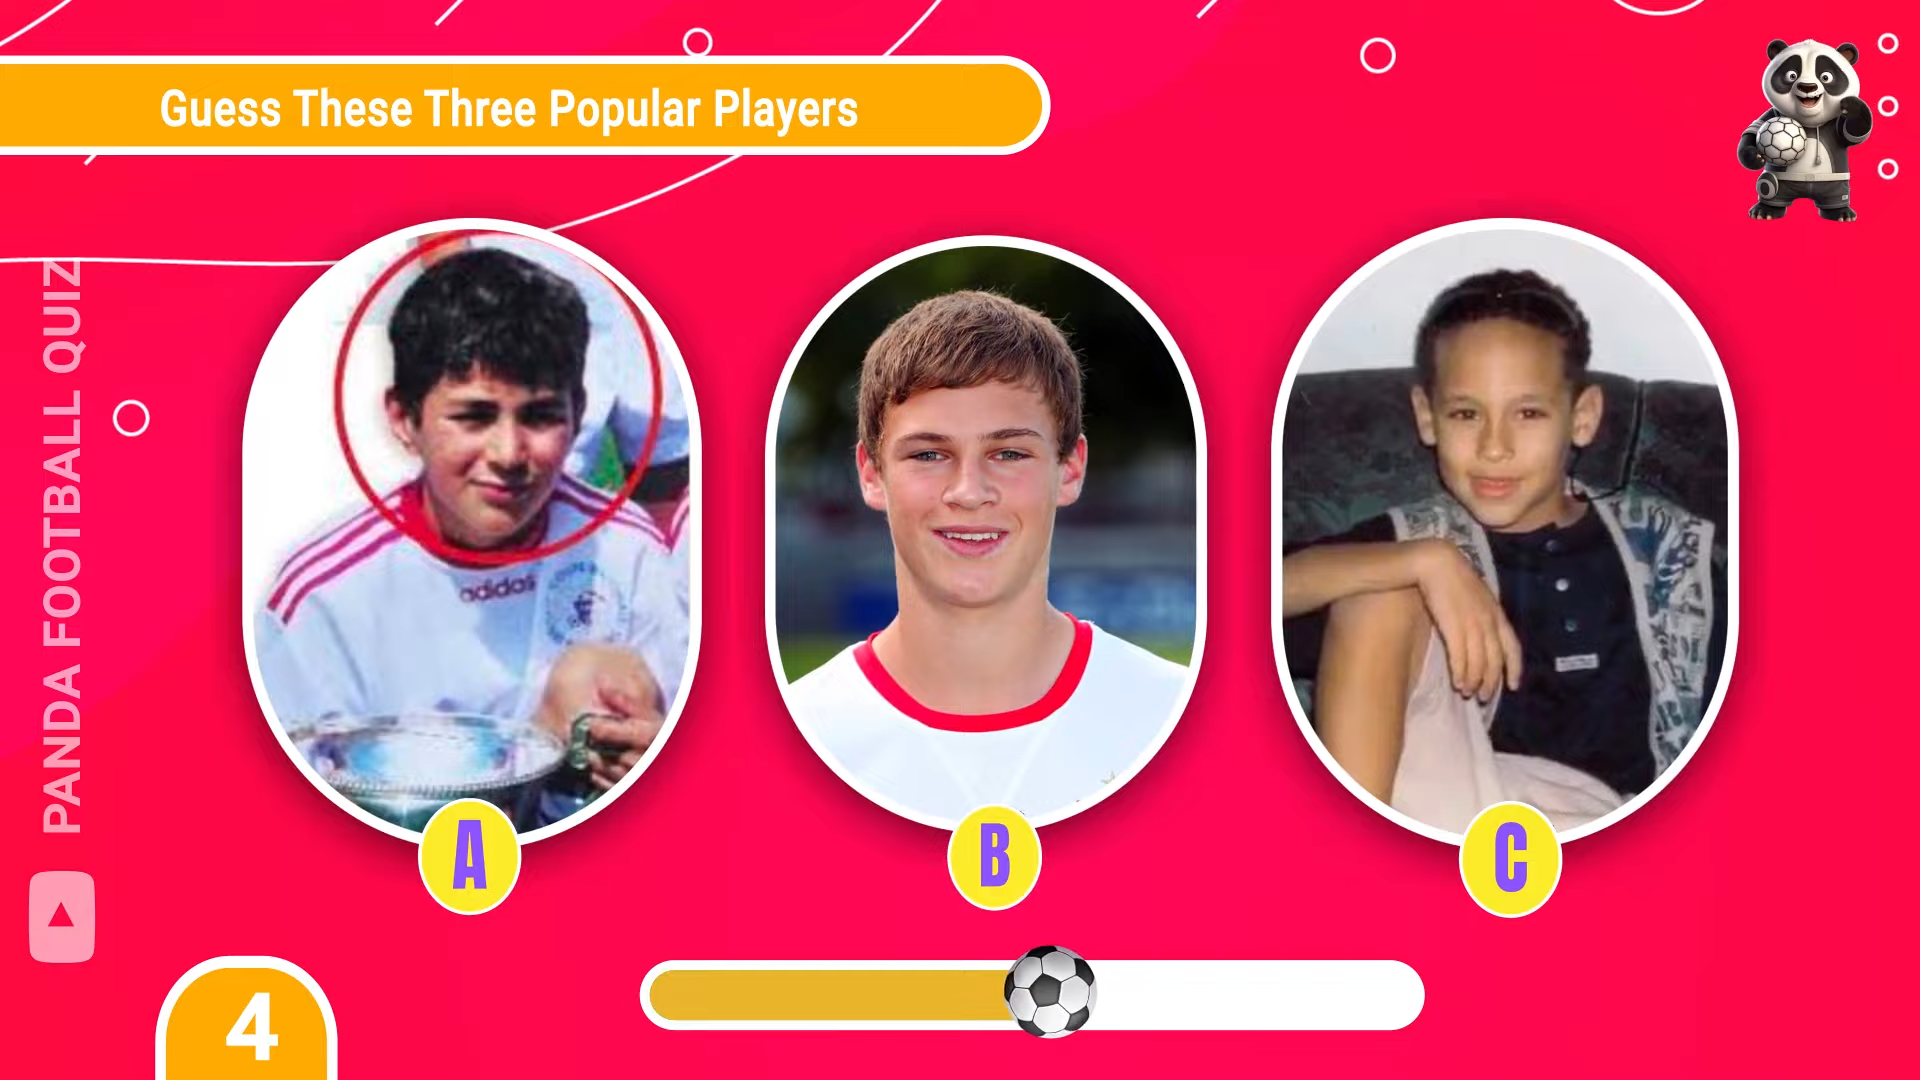 Guess These Three Popular Players
PANDA FOOTBALL QUIZ
adidas
A
B
C
4